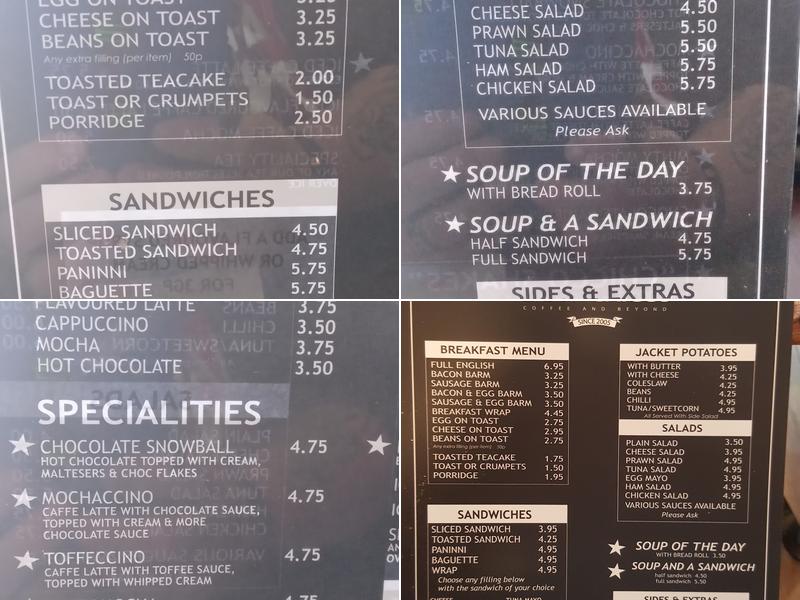 EGG ON TOAST 3.25
CHEESE ON TOAST 3.25
BEANS ON TOAST 3.25
Any extra filling (per item) 50p
TOASTED TEACAKE 2.00
TOAST OR CRUMPETS 1.50
PORRIDGE 2.50
SANDWICHES
SLICED SANDWICH 4.50
TOASTED SANDWICH 4.75
PANINNI 5.75
BAGUETTE 5.75
CHEESE SALAD 4.50
PRAWN SALAD 5.50
TUNA SALAD 5.50
HAM SALAD 5.75
CHICKEN SALAD 5.75
VARIOUS SAUCES AVAILABLE
Please Ask
SOUP OF THE DAY
WITH BREAD ROLL 3.75
SOUP & A SANDWICH
HALF SANDWICH 4.75
FULL SANDWICH 5.75
SIDES & EXTRAS
FLAVOURED LATTE 3.75
CAPPUCCINO 3.50
MOCHA 3.75
HOT CHOCOLATE 3.50
SPECIALITIES
CHOCOLATE SNOWBALL 4.75
HOT CHOCOLATE TOPPED WITH CREAM,
MALTESERS & CHOC FLAKES
MOCHACCINO 4.75
CAFFE LATTE WITH CHOCOLATE SAUCE,
TOPPED WITH CREAM & MORE
CHOCOLATE SAUCE
TOFFECCINO 4.75
CAFFE LATTE WITH TOFFEE SAUCE,
TOPPED WITH WHIPPED CREAM
COFFEE AND BEYOND
SINCE 2005
BREAKFAST MENU
FULL ENGLISH 6.95
BACON BARM 3.25
SAUSAGE BARM 3.25
BACON & EGG BARM 3.50
SAUSAGE & EGG BARM 3.50
BREAKFAST WRAP 4.45
EGG ON TOAST 2.75
CHEESE ON TOAST 2.95
BEANS ON TOAST 2.75
Any extra filling (per item) 50p
TOASTED TEACAKE 1.75
TOAST OR CRUMPETS 1.50
PORRIDGE 1.95
SANDWICHES
SLICED SANDWICH 3.95
TOASTED SANDWICH 4.25
PANINNI 4.95
BAGUETTE 4.95
WRAP 4.95
Choose any filling below
with the sandwich of your choice
TUNA MAYO
JACKET POTATOES
WITH BUTTER 3.95
WITH CHEESE 4.25
COLESLAW 4.25
BEANS 4.25
CHILLI 4.95
TUNA/SWEETCORN 4.95
All Served With Side Salad
SALADS
PLAIN SALAD 3.50
CHEESE SALAD 3.95
PRAWN SALAD 4.95
TUNA SALAD 4.95
EGG MAYO 4.95
HAM SALAD 4.95
CHICKEN SALAD 4.95
VARIOUS SAUCES AVAILABLE
Please Ask
SOUP OF THE DAY
WITH BREAD ROLL 3.50
SOUP AND A SANDWICH
half sandwich 4.50
full sandwich 5.50
SIDES & EXTRAS